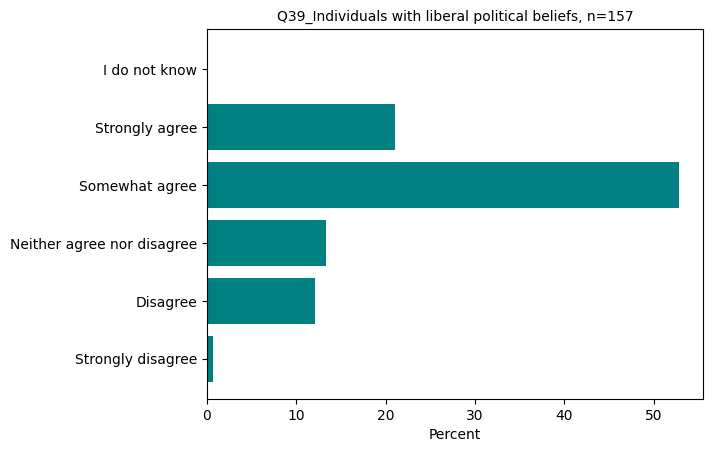 Q39_Individuals with liberal political beliefs, n=157
I do not know
Strongly agree
Somewhat agree
Neither agree nor disagree
Disagree
Strongly disagree
0 10 20 30 40 50
Percent